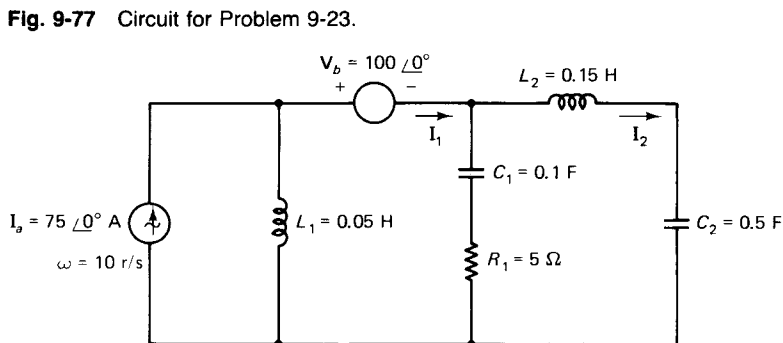 Fig. 9-77 Circuit for Problem 9-23.
V_b = 100 ∠0°
+ −
L_2 = 0.15 H
I_1
I_2
C_1 = 0.1 F
I_a = 75 ∠0° A
L_1 = 0.05 H
C_2 = 0.5 F
ω = 10 r/s
R_1 = 5 Ω